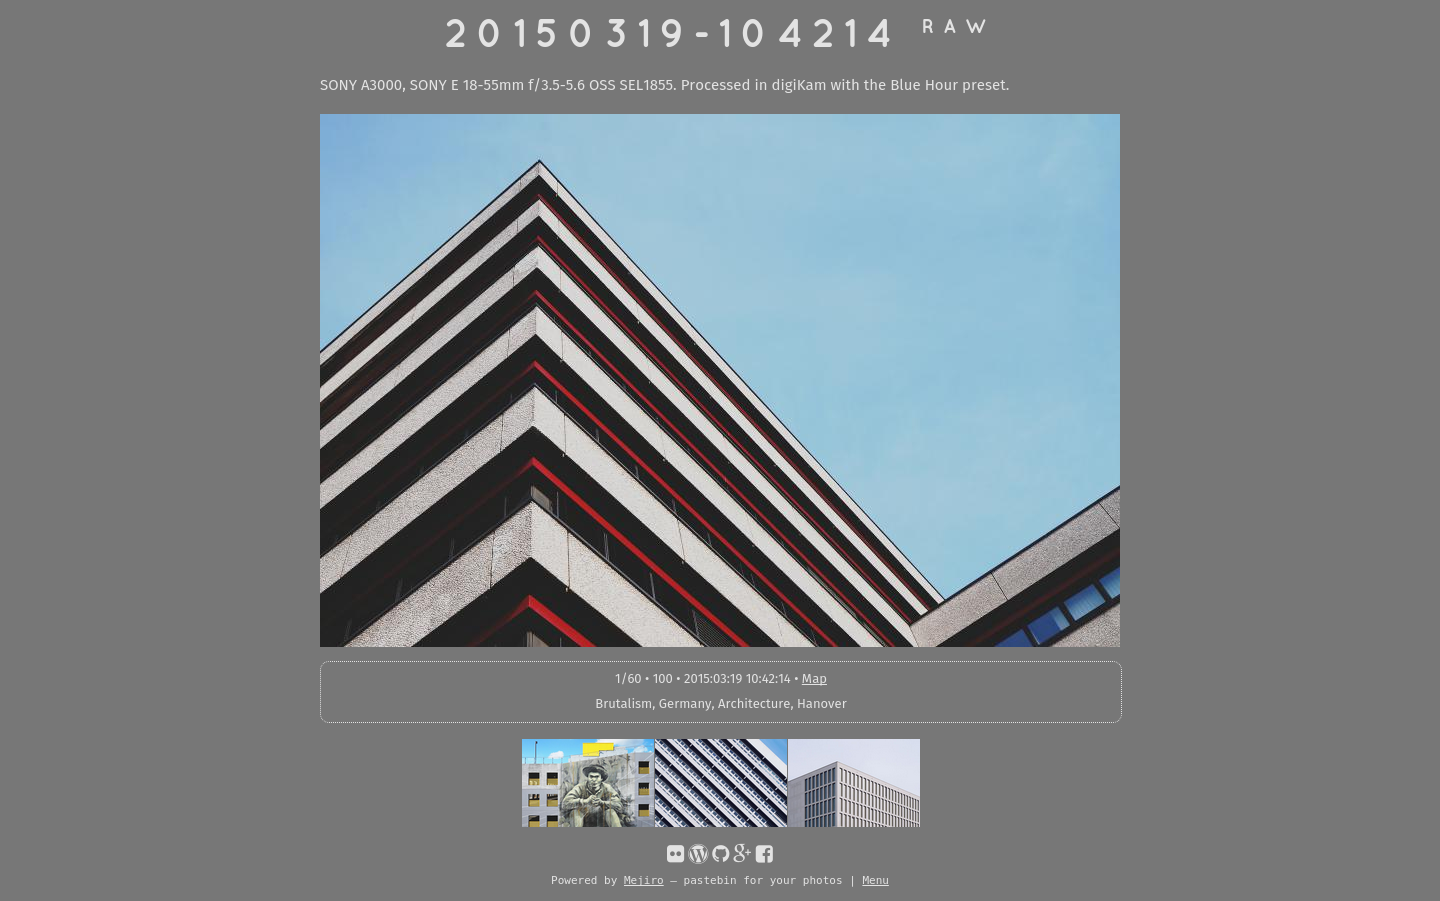 20150319-104214 RAW
SONY A3000, SONY E 18-55mm f/3.5-5.6 OSS SEL1855. Processed in digiKam with the Blue Hour preset.
1/60 • 100 • 2015:03:19 10:42:14 • Map
Brutalism, Germany, Architecture, Hanover
Powered by Mejiro — pastebin for your photos | Menu